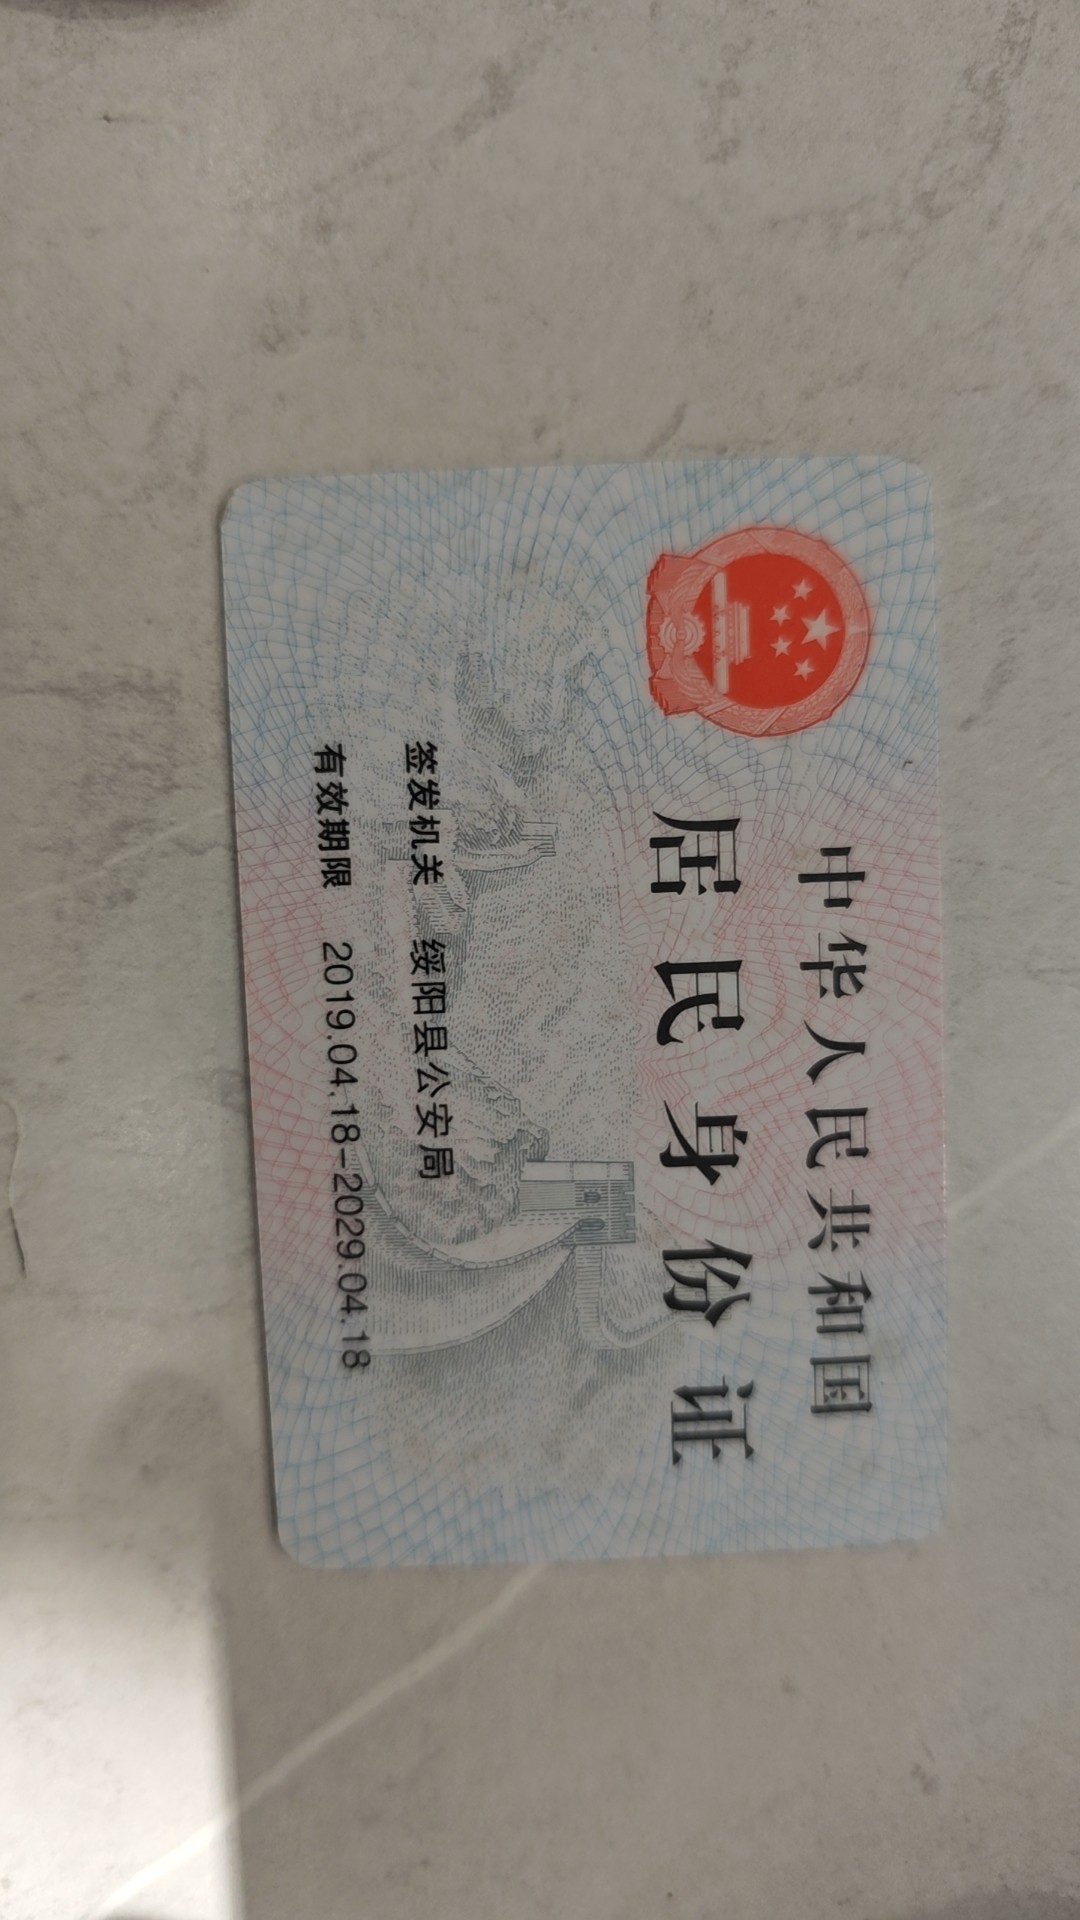 中华人民共和国
居民身份证
签发机关 绥阳县公安局
有效期限 2019.04.18-2029.04.18